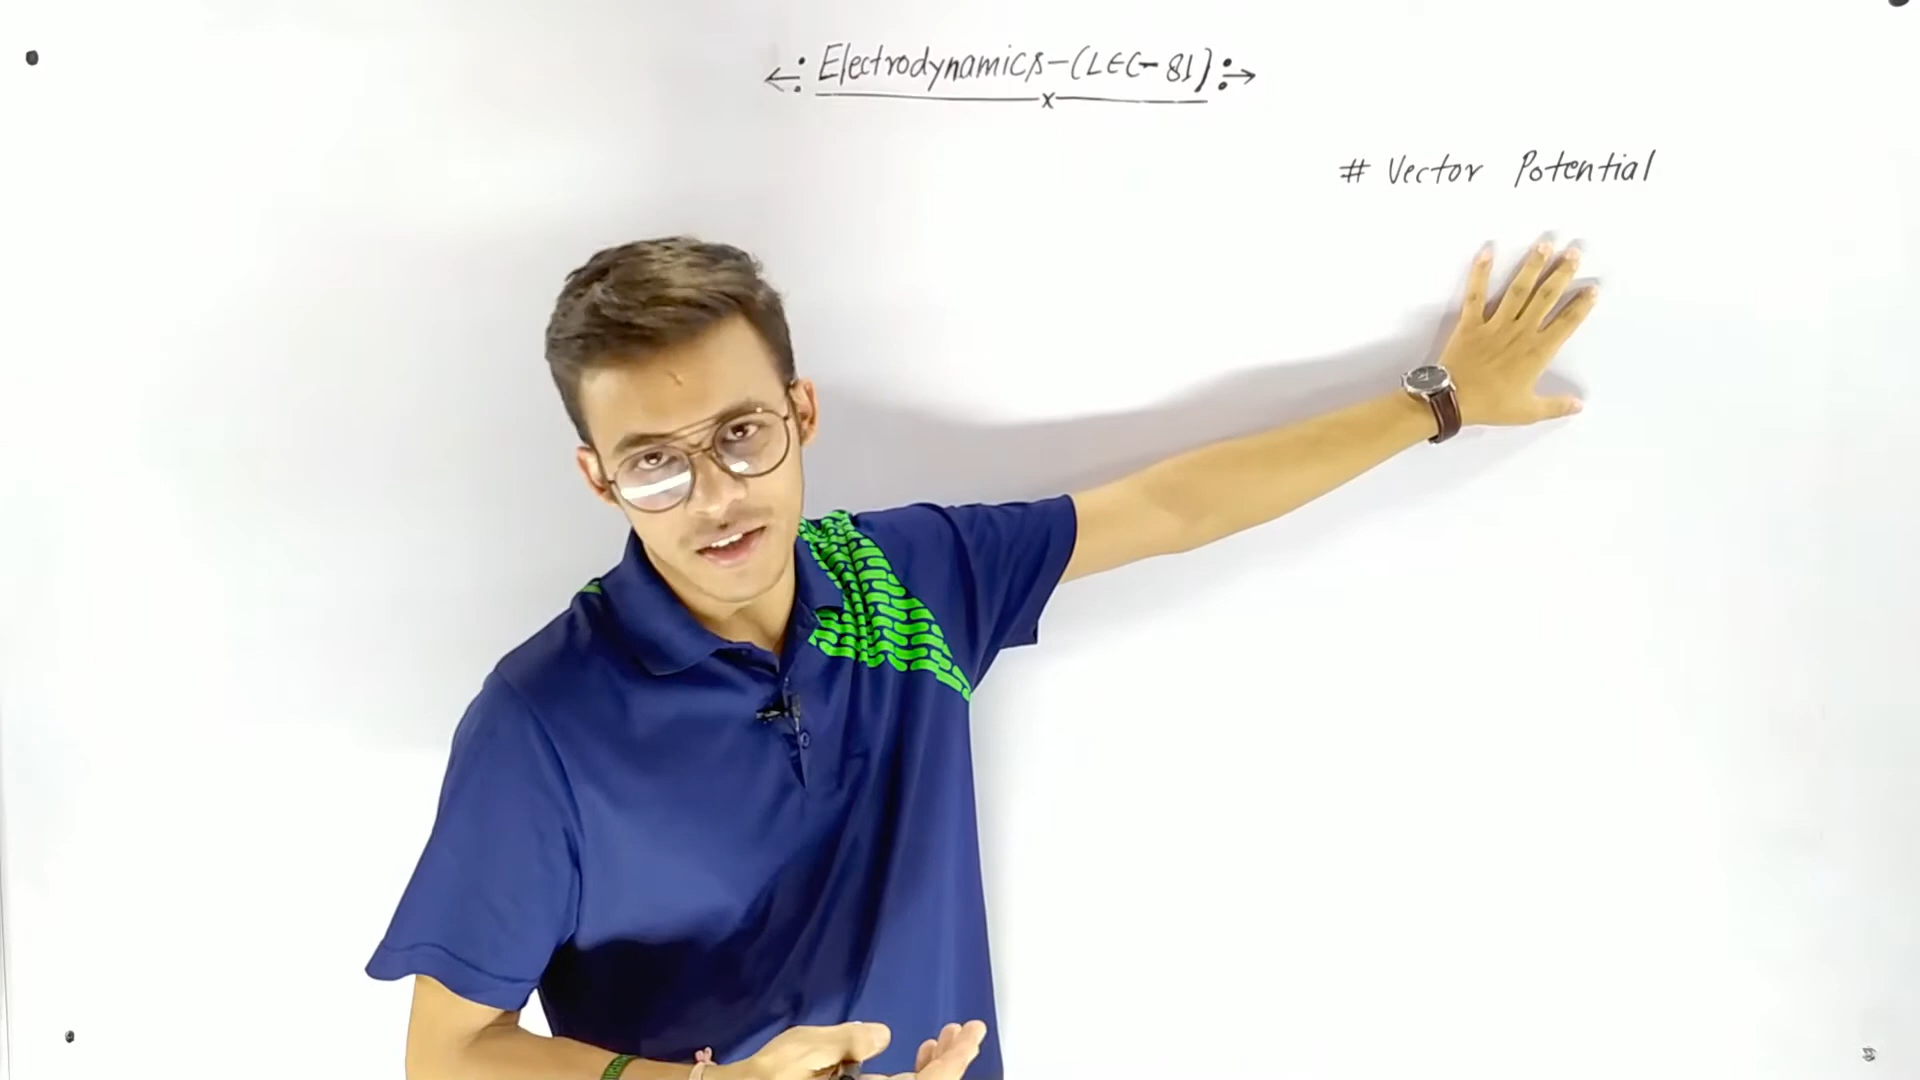 ←: Electrodynamics-(LEC-81) :→
# Vector Potential